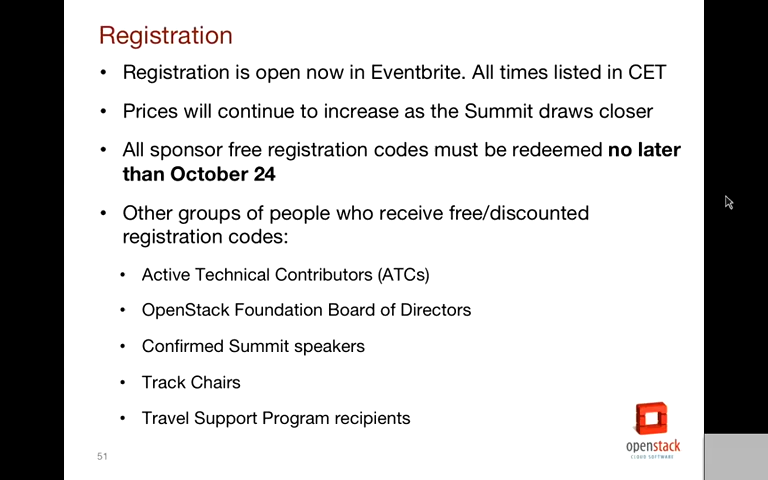 Registration
• Registration is open now in Eventbrite. All times listed in CET
• Prices will continue to increase as the Summit draws closer
• All sponsor free registration codes must be redeemed no later
than October 24
• Other groups of people who receive free/discounted
registration codes:
• Active Technical Contributors (ATCs)
• OpenStack Foundation Board of Directors
• Confirmed Summit speakers
• Track Chairs
• Travel Support Program recipients
51
openstack
CLOUD SOFTWARE